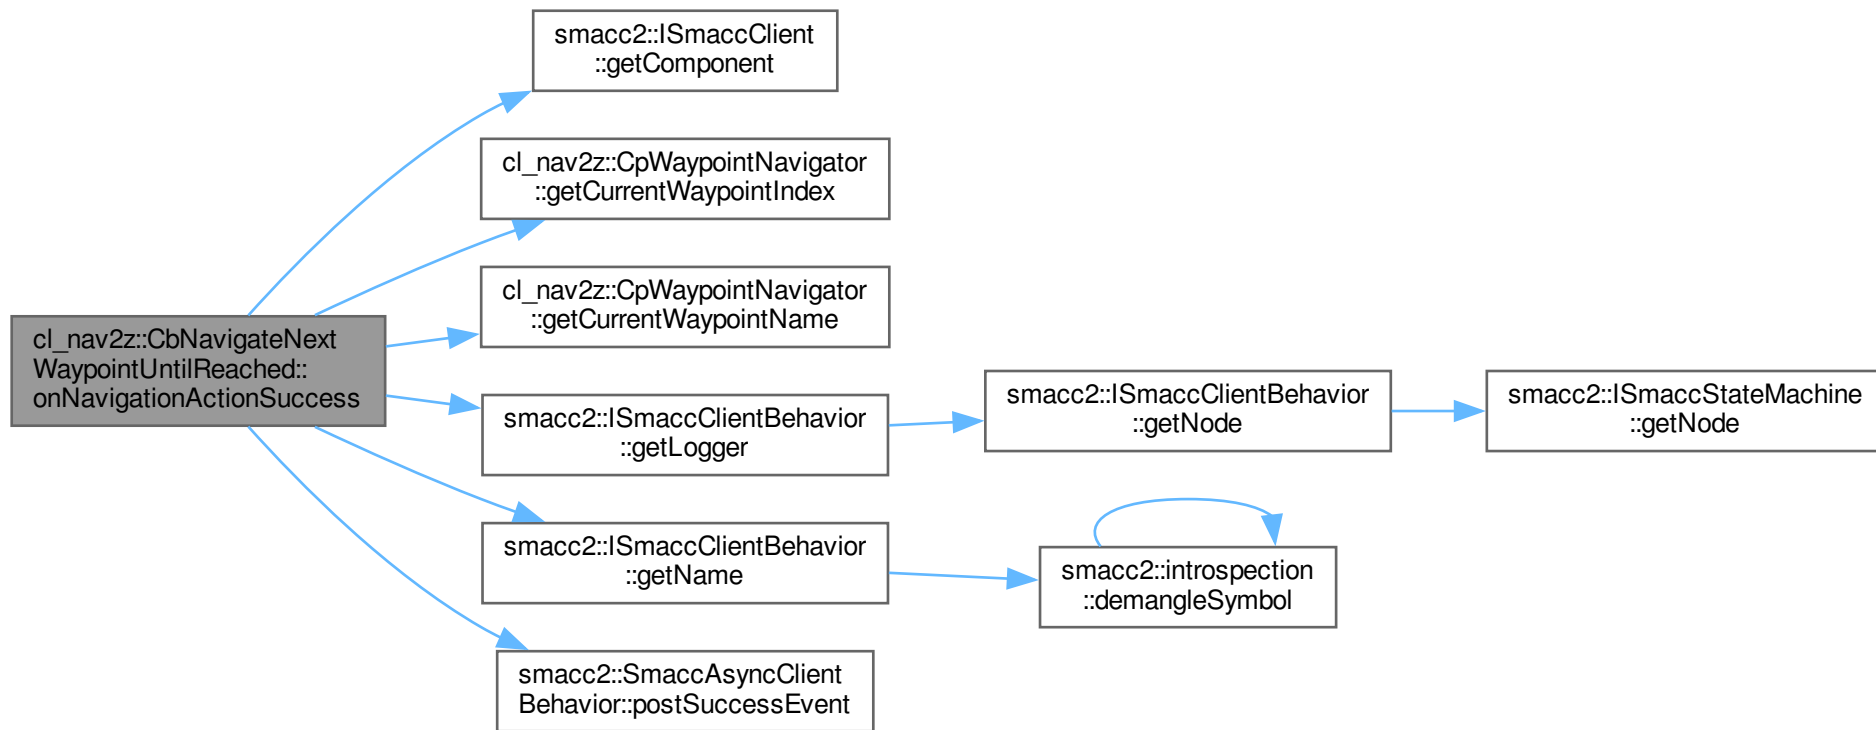 smacc2::ISmaccClient
::getComponent
cl_nav2z::CpWaypointNavigator
::getCurrentWaypointIndex
cl_nav2z::CpWaypointNavigator
::getCurrentWaypointName
cl_nav2z::CbNavigateNext
WaypointUntilReached::
onNavigationActionSuccess
smacc2::ISmaccClientBehavior
::getLogger
smacc2::ISmaccClientBehavior
::getNode
smacc2::ISmaccStateMachine
::getNode
smacc2::ISmaccClientBehavior
::getName
smacc2::introspection
::demangleSymbol
smacc2::SmaccAsyncClient
Behavior::postSuccessEvent